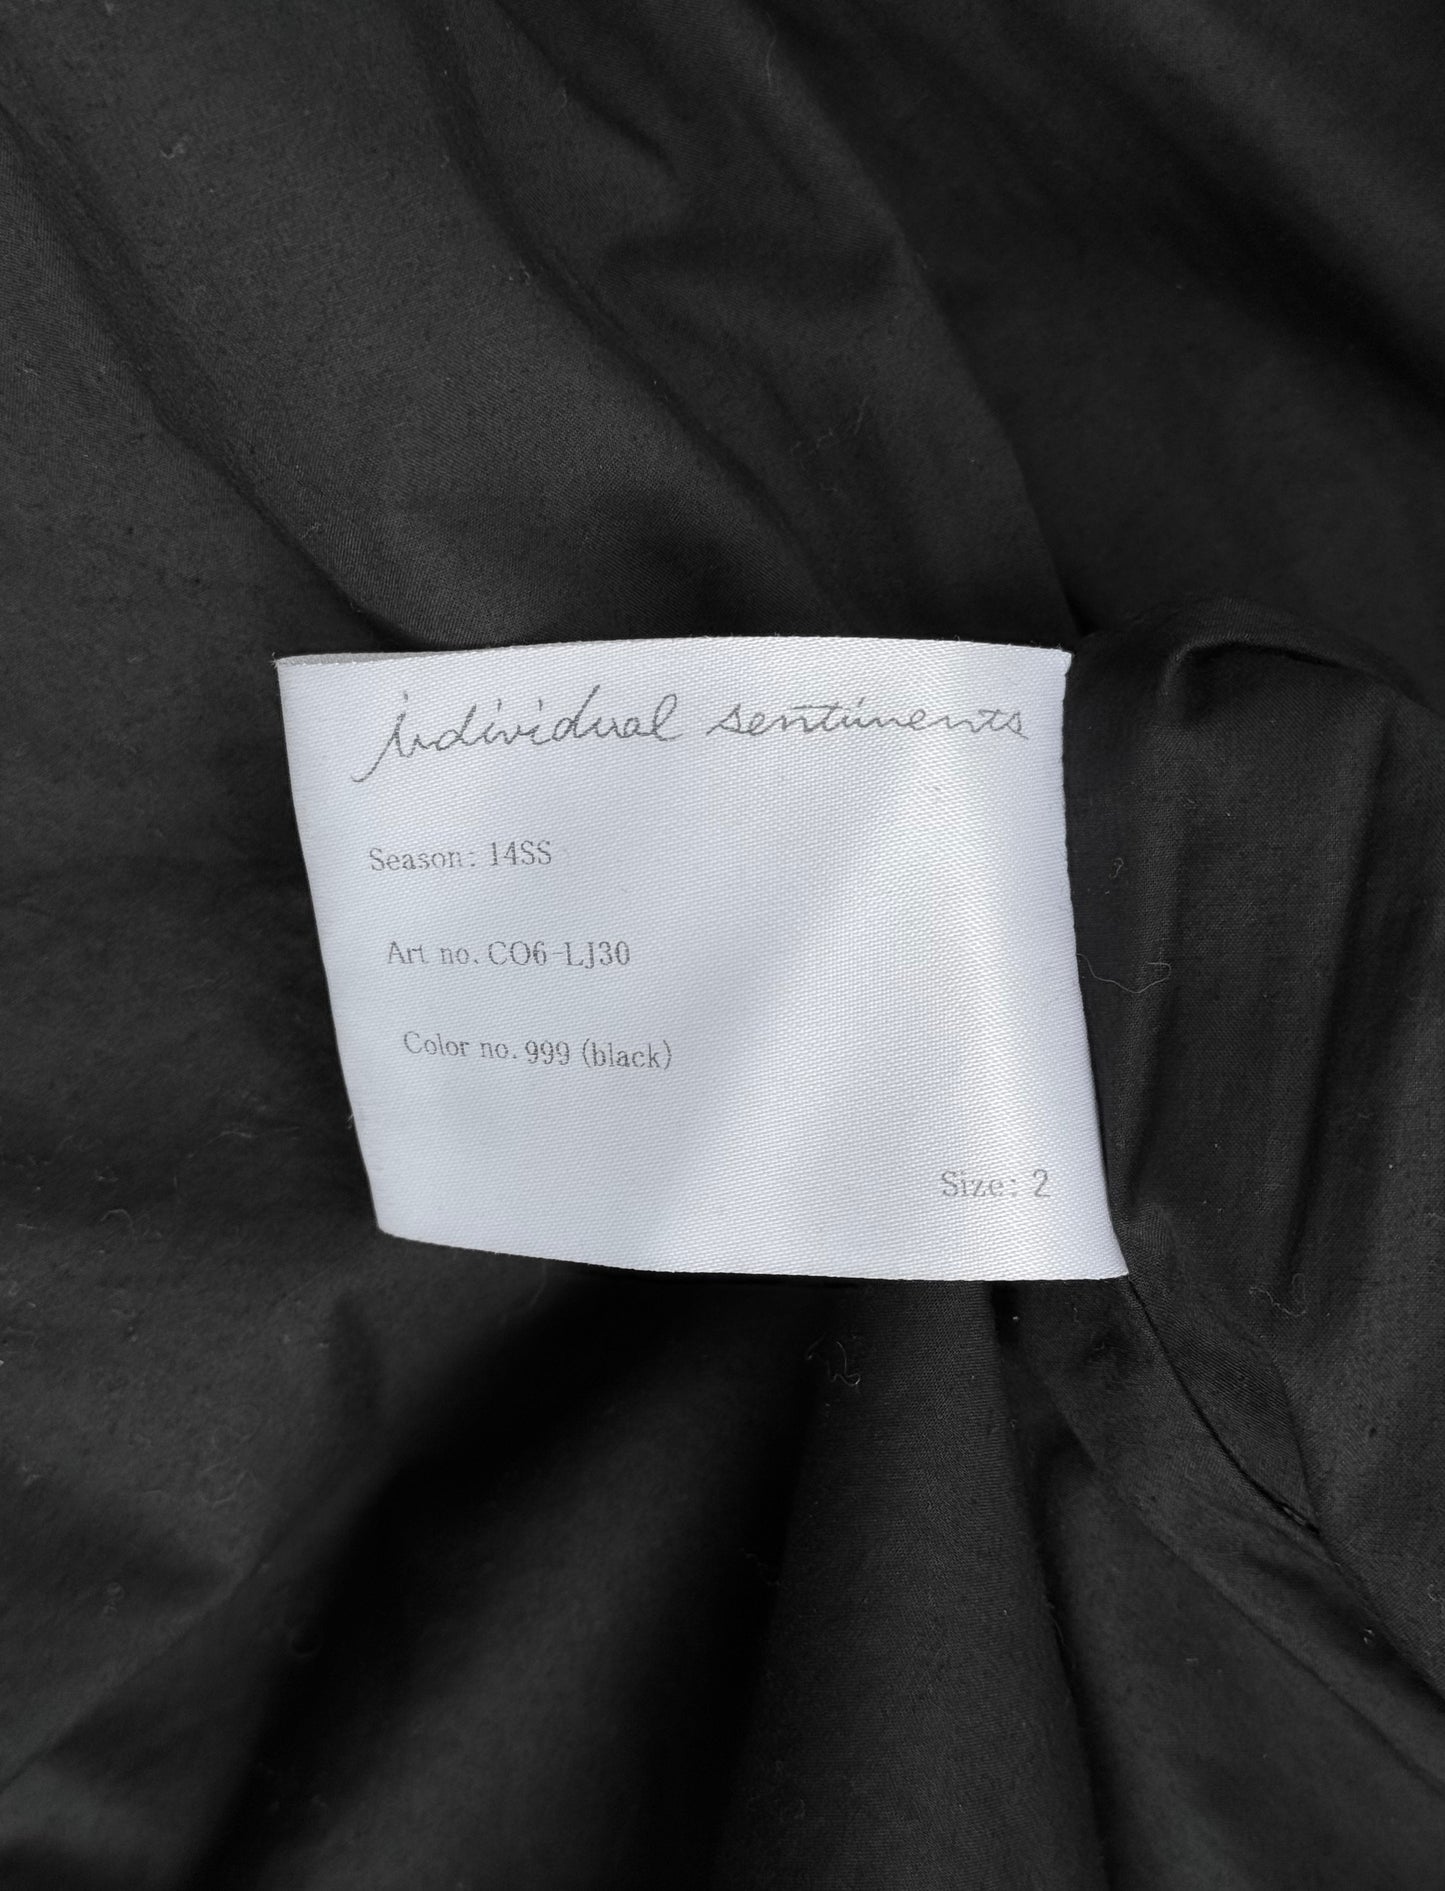 individual sentiments
Season: 14SS
Art no. CO6-LJ30
Color no. 999 (black)
Size: 2